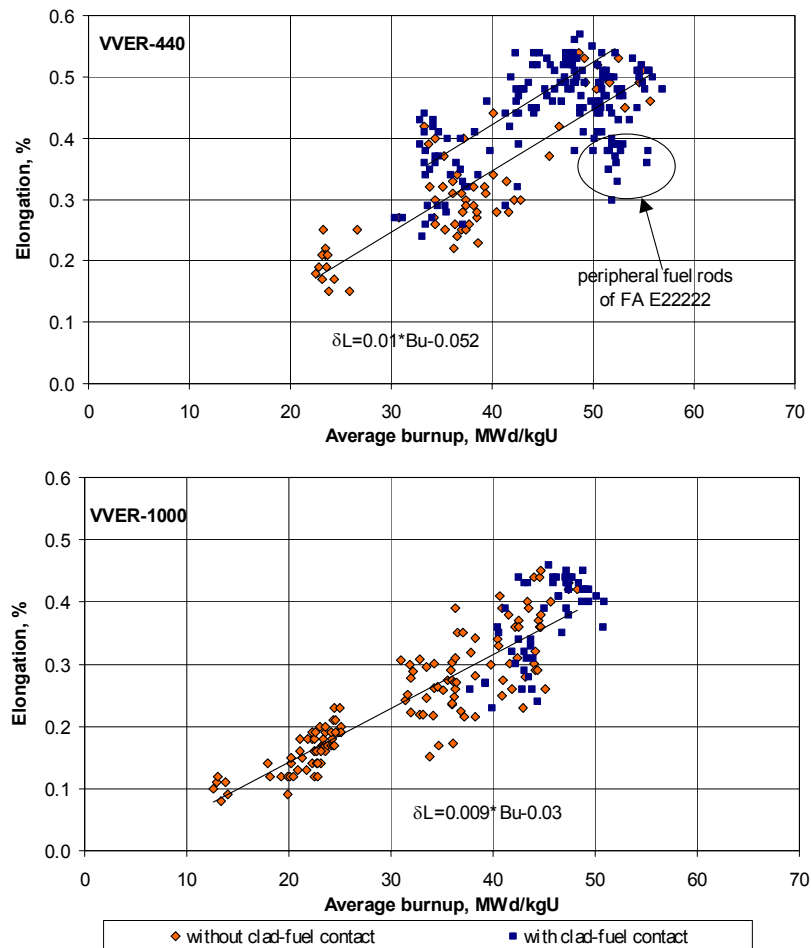 0.6
VVER-440
0.5
0.4
0.3
0.2
0.1
0.0
Elongation, %
peripheral fuel rods
of FA E22222
δL=0.01*Bu-0.052
0 10 20 30 40 50 60 70
Average burnup, MWd/kgU
0.6
VVER-1000
0.5
0.4
0.3
0.2
0.1
0.0
Elongation, %
δL=0.009*Bu-0.03
0 10 20 30 40 50 60 70
Average burnup, MWd/kgU
without clad-fuel contact with clad-fuel contact